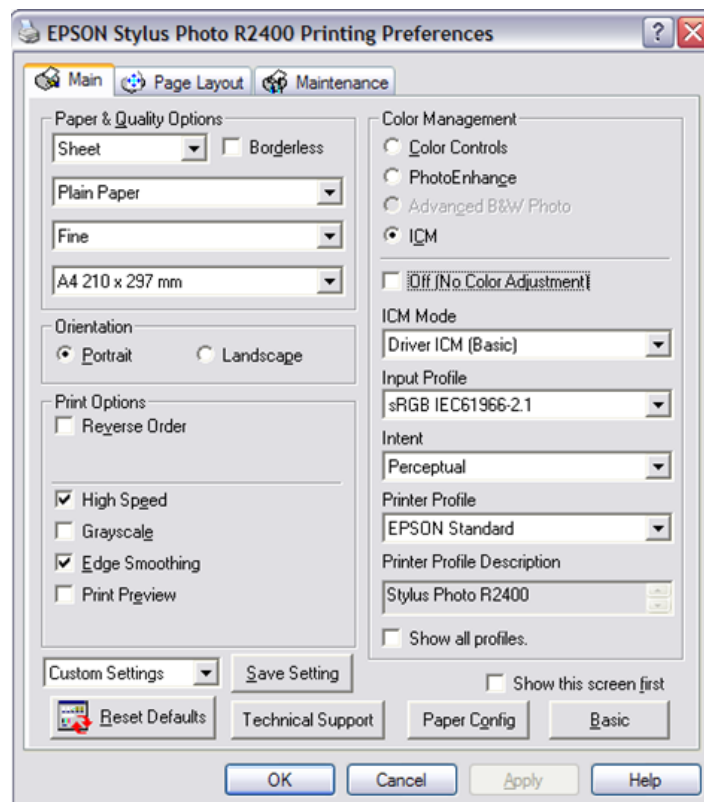 EPSON Stylus Photo R2400 Printing Preferences
Main
Page Layout
Maintenance
Paper & Quality Options
Sheet
Borderless
Plain Paper
Fine
A4 210 x 297 mm
Orientation
Portrait
Landscape
Print Options
Reverse Order
High Speed
Grayscale
Edge Smoothing
Print Preview
Custom Settings
Save Setting
Reset Defaults
Technical Support
Color Management
Color Controls
PhotoEnhance
Advanced B&W Photo
ICM
Off (No Color Adjustment)
ICM Mode
Driver ICM (Basic)
Input Profile
sRGB IEC61966-2.1
Intent
Perceptual
Printer Profile
EPSON Standard
Printer Profile Description
Stylus Photo R2400
Show all profiles.
Show this screen first
Paper Config
Basic
OK
Cancel
Apply
Help